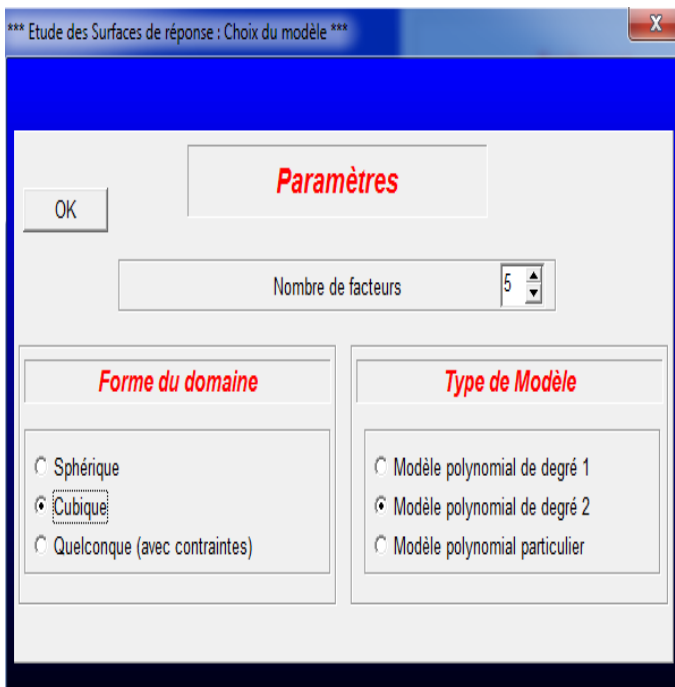 *** Etude des Surfaces de réponse : Choix du modèle ***
X
Paramètres
OK
Nombre de facteurs 5
Forme du domaine
Sphérique
Cubique
Quelconque (avec contraintes)
Type de Modèle
Modèle polynomial de degré 1
Modèle polynomial de degré 2
Modèle polynomial particulier